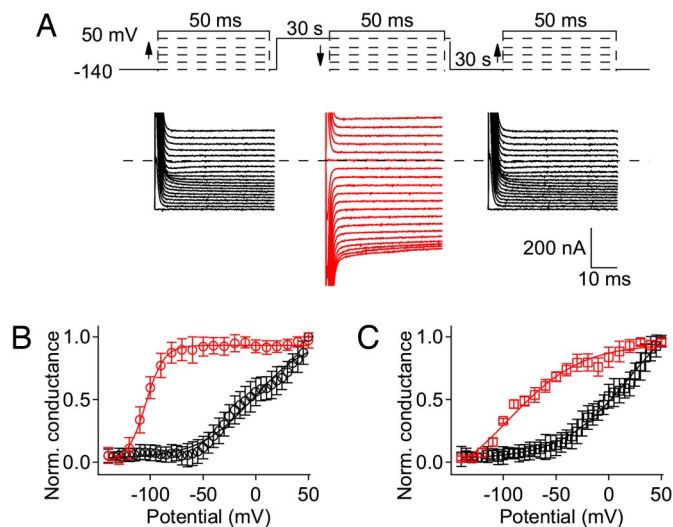 A
50 ms
30 s
50 ms
30 s
50 ms
50 mV
-140
200 nA
10 ms
B
Norm. conductance
1.0
0.5
0.0
-100
-50
0
50
Potential (mV)
C
Norm. conductance
1.0
0.5
0.0
-100
-50
0
50
Potential (mV)